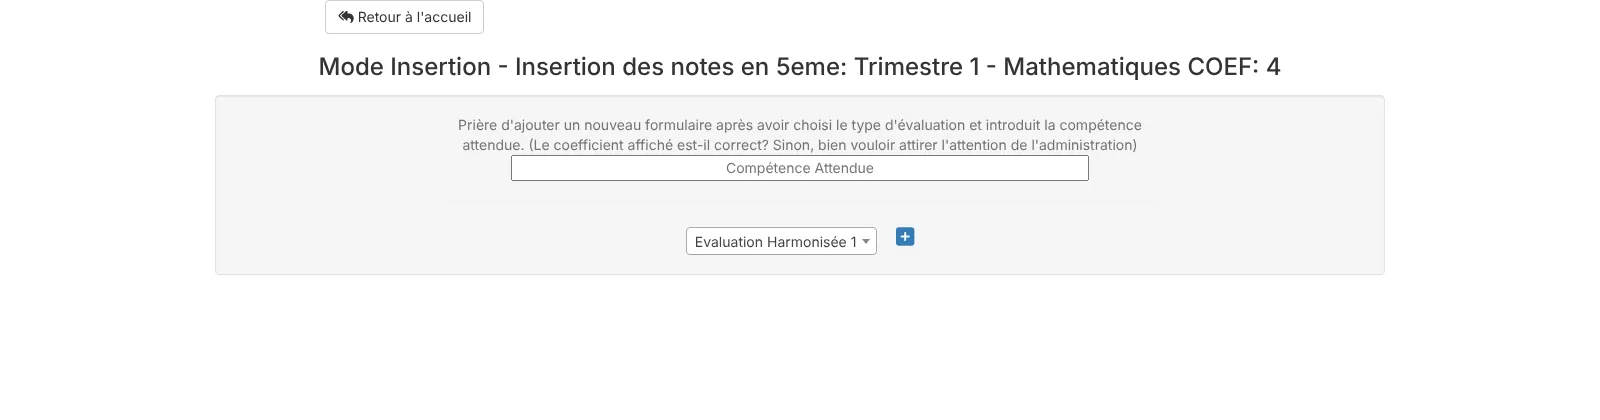 Retour à l'accueil
Mode Insertion - Insertion des notes en 5eme: Trimestre 1 - Mathematiques COEF: 4
Prière d'ajouter un nouveau formulaire après avoir choisi le type d'évaluation et introduit la compétence
attendue. (Le coefficient affiché est-il correct? Sinon, bien vouloir attirer l'attention de l'administration)
Compétence Attendue
Evaluation Harmonisée 1